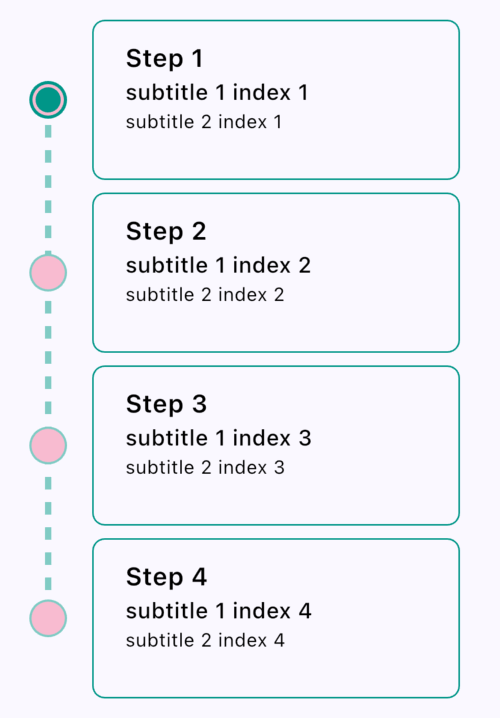 Step 1
subtitle 1 index 1
subtitle 2 index 1
Step 2
subtitle 1 index 2
subtitle 2 index 2
Step 3
subtitle 1 index 3
subtitle 2 index 3
Step 4
subtitle 1 index 4
subtitle 2 index 4